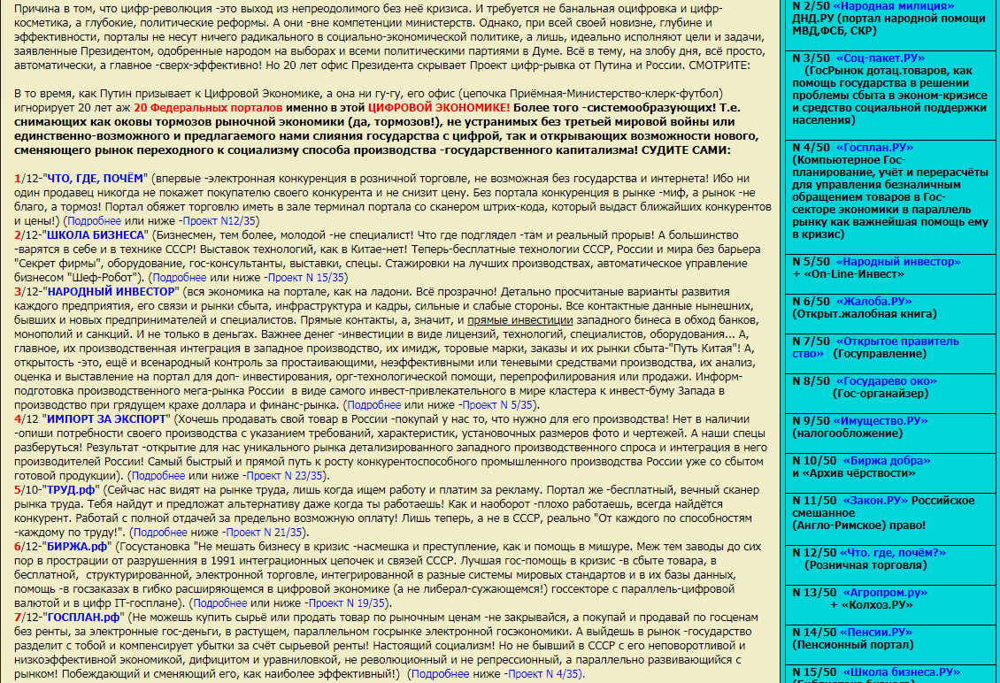 Причина в том, что цифр-революция -это выход из непреодолимого без неё кризиса. И требуется не банальная оцифровка и цифр-
косметика, а глубокие, политические реформы. А они -вне компетенции министерств. Однако, при всей своей новизне, глубине и
эффективности, порталы не несут ничего радикального в социально-экономической политике, а лишь, идеально исполняют цели и задачи,
заявленные Президентом, одобренные народом на выборах и всеми политическими партиями в Думе. Всё в тему, на злобу дня, всё просто,
автоматически, а главное -сверх-эффективно! Но 20 лет офис Президента скрывает Проект цифр-рывка от Путина и России. СМОТРИТЕ:
В то время, как Путин призывает к Цифровой Экономике, а она ни гу-гу, его офис (цепочка Приёмная-Министерство-клерк-футбол)
игнорирует 20 лет аж 20 Федеральных порталов именно в этой ЦИФРОВОЙ ЭКОНОМИКЕ! Более того -системообразующих! Т.е.
снимающих как оковы тормозов рыночной экономики (да, тормозов!), не устранимых без третьей мировой войны или
единственно-возможного и предлагаемого нами слияния государства с цифрой, так и открывающих возможности нового,
сменяющего рынок переходного к социализму способа производства -государственного капитализма! СУДИТЕ САМИ:
1/12-"ЧТО, ГДЕ, ПОЧЁМ" (впервые -электронная конкуренция в розничной торговле, не возможная без государства и интернета! Ибо ни
один продавец никогда не покажет покупателю своего конкурента и не снизит цену. Без портала конкуренция в рынке -миф, а рынок -не
благо, а тормоз! Портал обяжет торговлю иметь в зале терминал портала со сканером штрих-кода, который выдаст ближайших конкурентов
и цены!) (Подробнее или ниже -Проект N12/35)
2/12-"ШКОЛА БИЗНЕСА" (Бизнесмен, тем более, молодой -не специалист! Что где подглядел -там и реальный прорыв! А большинство
-варятся в себе и в технике СССР! Выставок технологий, как в Китае-нет! Теперь-бесплатные технологии СССР, России и мира без барьера
"Секрет фирмы", оборудование, гос-консультанты, выставки, спецы. Стажировки на лучших производствах, автоматическое управление
бизнесом "Шеф-Робот"). (Подробнее или ниже -Проект N 15/35)
3/12-"НАРОДНЫЙ ИНВЕСТОР" (вся экономика на портале, как на ладони. Всё прозрачно! Детально просчитаные варианты развития
каждого предприятия, его связи и рынки сбыта, инфраструктура и кадры, сильные и слабые стороны. Все контактные данные нынешних,
бывших и новых предпринимателей и специалистов. Прямые контакты, а, значит, и прямые инвестиции западного бинеса в обход банков,
монополий и санкций. И не только в деньгах. Важнее денег -инвестиции в виде лицензий, технологий, специалистов, оборудования... А,
главное, их производственная интеграция в западное производство, их имидж, торовые марки, заказы и их рынки сбыта-"Путь Китая"! А,
открытость -это, ещё и всенародный контроль за простаивающими, неэффективными или теневыми средствами производства, их анализ,
оценка и выставление на портал для доп- инвестирования, орг-технологической помощи, перепрофилирования или продажи. Информ-
подготовка производственного мега-рынка России  в виде самого инвест-привлекательного в мире кластера к инвест-буму Запада в
производство при грядущем крахе доллара и финанс-рынка. (Подробнее или ниже -Проект N 5/35).
4/12 "ИМПОРТ ЗА ЭКСПОРТ" (Хочешь продавать свой товар в России -покупай у нас то, что нужно для его производства! Нет в наличии
-опиши потребности своего производства с указанием требований, характеристик, установочных размеров фото и чертежей. А наши спецы
разберуться! Результат -открытие для нас уникального рынка детализированного западного производственного спроса и интеграция в него
производителей России! Самый быстрый и прямой путь к росту конкурентоспособного промышленного производства России уже со сбытом
готовой продукции). (Подробнее или ниже -Проект N 23/35).
5/10-"ТРУД.рф" (Сейчас нас видят на рынке труда, лишь когда ищем работу и платим за рекламу. Портал же -бесплатный, вечный сканер
рынка труда. Тебя найдут и предложат альтернативу даже когда ты работаешь! Как и наоборот -плохо работаешь, всегда найдётся
конкурент. Работай с полной отдачей за предельно возможную оплату! Лишь теперь, а не в СССР, реально "От каждого по способностям
-каждому по труду!". (Подробнее ниже -Проект N 21/35).
6/12-"БИРЖА.рф" (Госустановка "Не мешать бизнесу в кризис -насмешка и преступление, как и помощь в мишуре. Меж тем заводы до сих
пор в прострации от разрушенния в 1991 интеграционных цепочек и связей СССР. Лучшая гос-помощь в кризис -в сбыте товара, в
бесплатной,  структурированной, электронной торговле, интегрированной в разные системы мировых стандартов и в их базы данных,
помощь -в госзаказах в гибко расширяющемся в цифровой экономике (а не либерал-сужающемся!) госсекторе с параллель-цифровой
валютой и в цифр IT-госплане). (Подробнее или ниже -Проект N 19/35).
7/12-"ГОСПЛАН.рф" (Не можешь купить сырьё или продать товар по рыночным ценам -не закрывайся, а покупай и продавай по госценам
без ренты, за электронные гос-деньги, в растущем, параллельном госрынке электронной госэкономики. А выйдешь в рынок -государство
разделит с тобой и компенсирует убытки за счёт сырьевой ренты! Настоящий социализм! Но не бывший в СССР с его неповоротливой и
низкоэффективной экономикой, дифицитом и уравниловкой, не революционный и не репрессионный, а параллельно развивающийся с
рынком! Побеждающий и сменяющий его, как наиболее эффективный!)  (Подробнее ниже -Проект N 4/35).
N 2/50 «Народная милиция»
ДНД.РУ (портал народной помощи
МВД,ФСБ, СКР)
N 3/50  «Соц-пакет.РУ»
(ГосРынок дотац.товаров, как
помощь государства в решении
проблемы сбыта в эконом-кризисе
и средство социальной поддержки
населения)
N 4/50  «Госплан.РУ»
(Компьютерное Гос-
планирование, учёт и перерасчёты
для управления безналичным
обращением товаров в Гос-
секторе экономики в параллель
рынку как важнейшая помощь ему
в кризис)
N 5/50  «Народный инвестор»
+ «On-Line-Инвест»
N 6/50  «Жалоба.РУ»
(Открыт.жалобная книга)
N 7/50  «Открытое правитель
ство»   (Госуправление)
N 8/50  «Государево око»
(Гос-органайзер)
N 9/50 «Имущество.РУ»
(налогообложение)
N 10/50  «Биржа добра»
и «Архив чёрствости»
N 11/50  «Закон.РУ» Российское
смешанное
(Англо-Римское) право!
N 12/50 «Что. где, почём?»
(Розничная торговля)
N 13/50  «Агропром.ру»
+ «Колхоз.РУ»
N 14/50 «Пенсии.РУ»
(Пенсионный портал)
N 15/50  «Школа бизнеса.РУ»